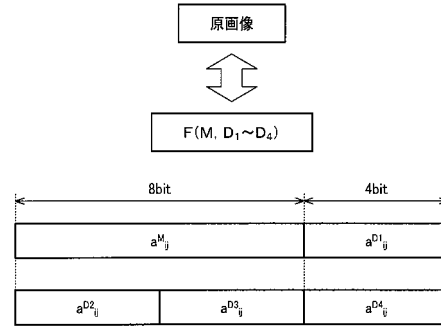 原画像
F(M, D₁～D₄)
8bit 4bit
aᴹij aᴰ¹ij
aᴰ²ij aᴰ³ij aᴰ⁴ij